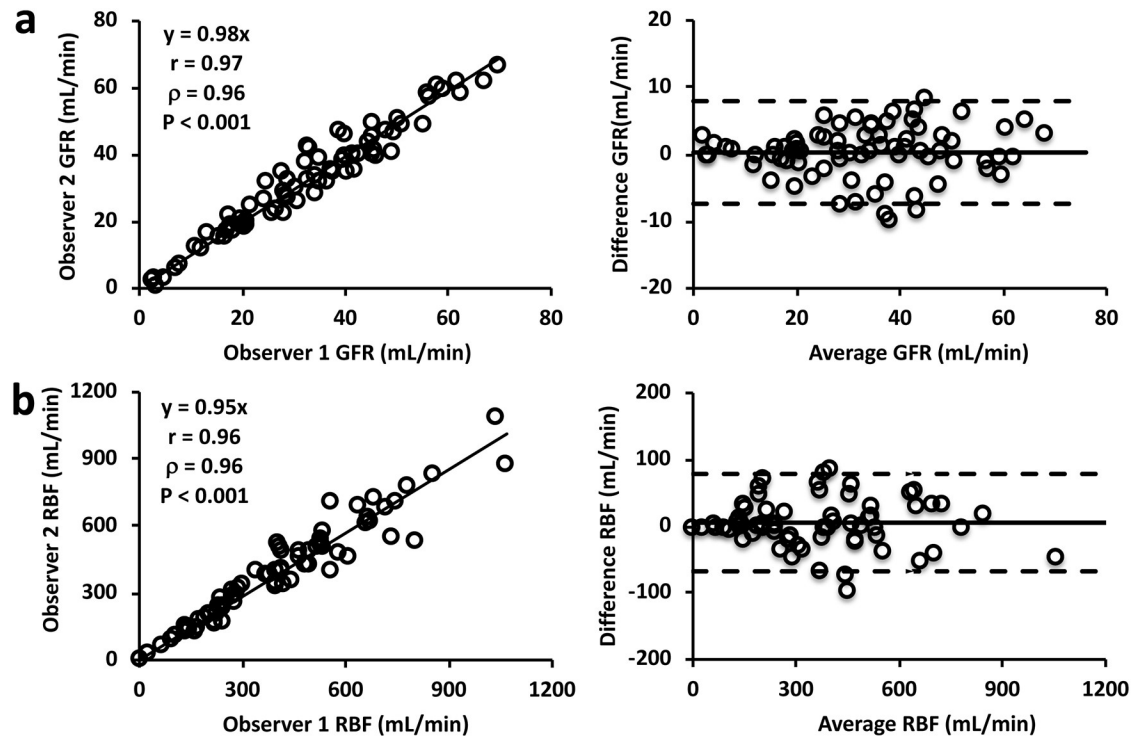 a
80
60
40
20
0
Observer 2 GFR (mL/min)
y = 0.98x
r = 0.97
ρ = 0.96
P < 0.001
0 20 40 60 80
Observer 1 GFR (mL/min)
20
10
0
-10
-20
Difference GFR(mL/min)
0 20 40 60 80
Average GFR (mL/min)
b
1200
900
600
300
0
Observer 2 RBF (mL/min)
y = 0.95x
r = 0.96
ρ = 0.96
P < 0.001
0 300 600 900 1200
Observer 1 RBF (mL/min)
200
100
0
-100
-200
Difference RBF (mL/min)
0 300 600 900 1200
Average RBF (mL/min)